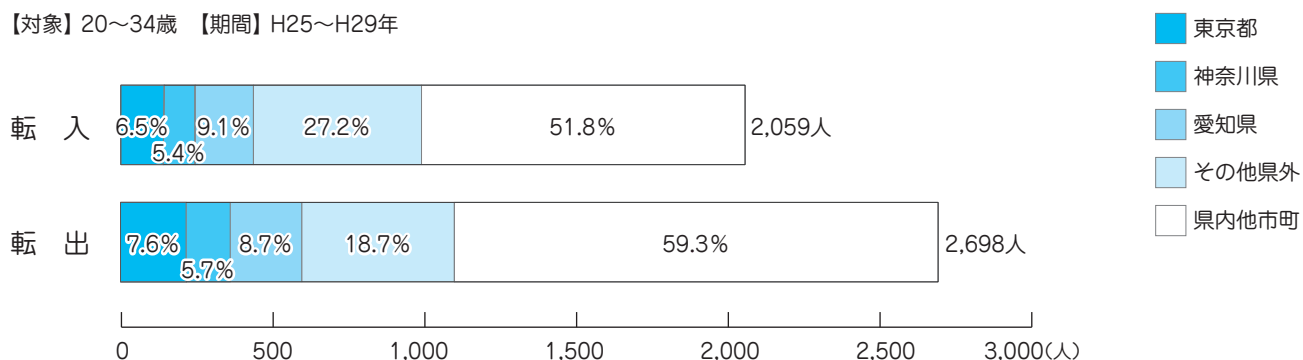 【対象】20〜34歳 【期間】H25〜H29年
東京都
神奈川県
愛知県
その他県外
県内他市町
転 入
6.5%
5.4%
9.1%
27.2%
51.8%
2,059人
転 出
7.6%
5.7%
8.7%
18.7%
59.3%
2,698人
0 500 1,000 1,500 2,000 2,500 3,000(人)